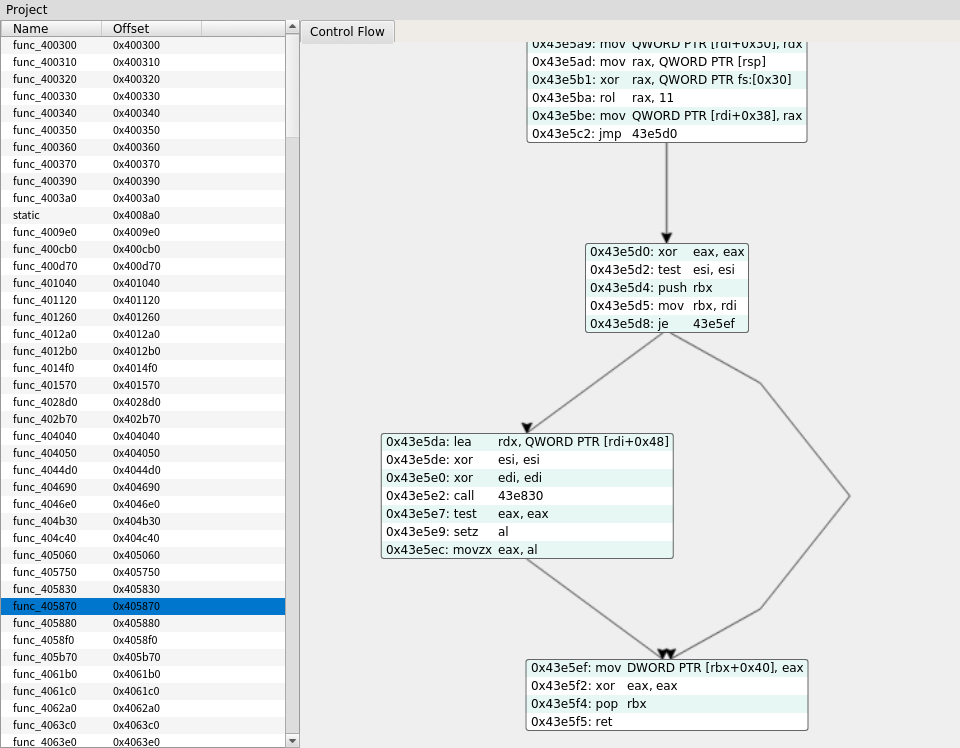 Project
Name Offset
func_400300 0x400300
func_400310 0x400310
func_400320 0x400320
func_400330 0x400330
func_400340 0x400340
func_400350 0x400350
func_400360 0x400360
func_400370 0x400370
func_400390 0x400390
func_4003a0 0x4003a0
static 0x4008a0
func_4009e0 0x4009e0
func_400cb0 0x400cb0
func_400d70 0x400d70
func_401040 0x401040
func_401120 0x401120
func_401260 0x401260
func_4012a0 0x4012a0
func_4012b0 0x4012b0
func_4014f0 0x4014f0
func_401570 0x401570
func_4028d0 0x4028d0
func_402b70 0x402b70
func_404040 0x404040
func_404050 0x404050
func_4044d0 0x4044d0
func_404690 0x404690
func_4046e0 0x4046e0
func_404b30 0x404b30
func_404c40 0x404c40
func_405060 0x405060
func_405750 0x405750
func_405830 0x405830
func_405870 0x405870
func_405880 0x405880
func_4058f0 0x4058f0
func_405b70 0x405b70
func_4061b0 0x4061b0
func_4061c0 0x4061c0
func_4062a0 0x4062a0
func_4063c0 0x4063c0
func_4063e0 0x4063e0
Control Flow
0x43e5a9: mov QWORD PTR [rdi+0x30], rdx
0x43e5ad: mov rax, QWORD PTR [rsp]
0x43e5b1: xor rax, QWORD PTR fs:[0x30]
0x43e5ba: rol rax, 11
0x43e5be: mov QWORD PTR [rdi+0x38], rax
0x43e5c2: jmp 43e5d0
0x43e5d0: xor eax, eax
0x43e5d2: test esi, esi
0x43e5d4: push rbx
0x43e5d5: mov rbx, rdi
0x43e5d8: je 43e5ef
0x43e5da: lea rdx, QWORD PTR [rdi+0x48]
0x43e5de: xor esi, esi
0x43e5e0: xor edi, edi
0x43e5e2: call 43e830
0x43e5e7: test eax, eax
0x43e5e9: setz al
0x43e5ec: movzx eax, al
0x43e5ef: mov DWORD PTR [rbx+0x40], eax
0x43e5f2: xor eax, eax
0x43e5f4: pop rbx
0x43e5f5: ret